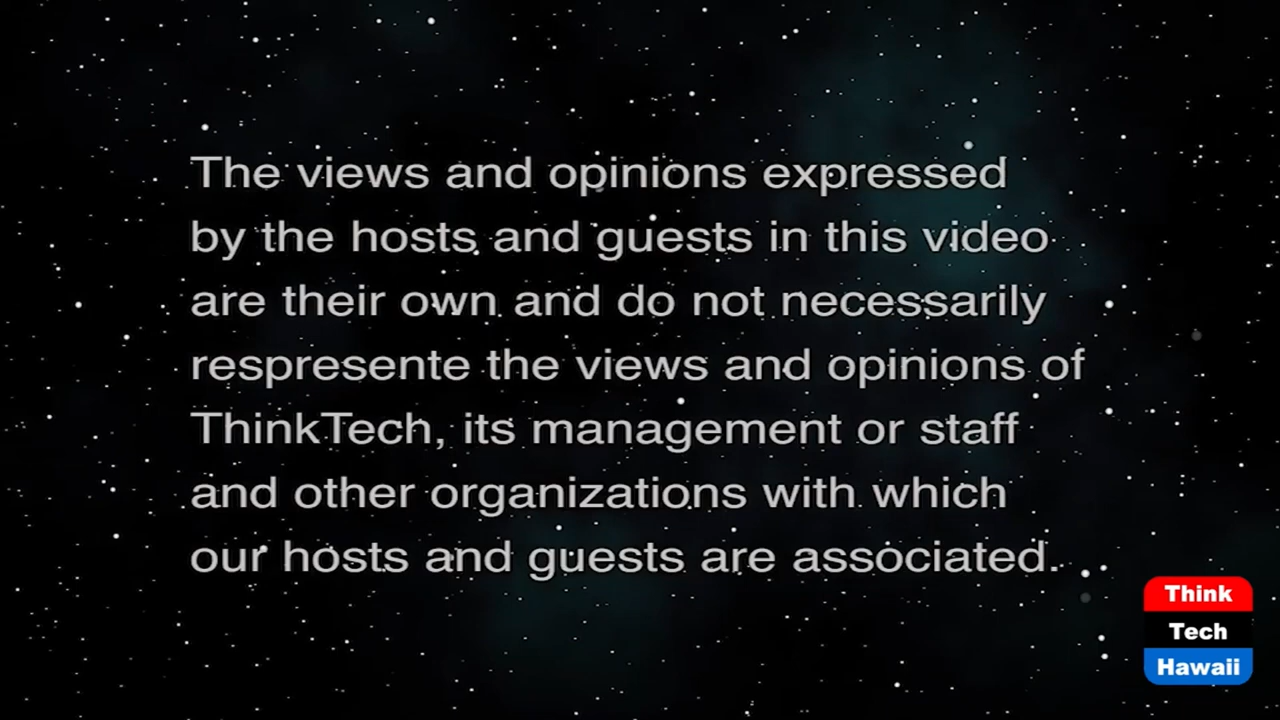 The views and opinions expressed
by the hosts and guests in this video
are their own and do not necessarily
respresente the views and opinions of
ThinkTech, its management or staff
and other organizations with which
our hosts and guests are associated.
Think
Tech
Hawaii